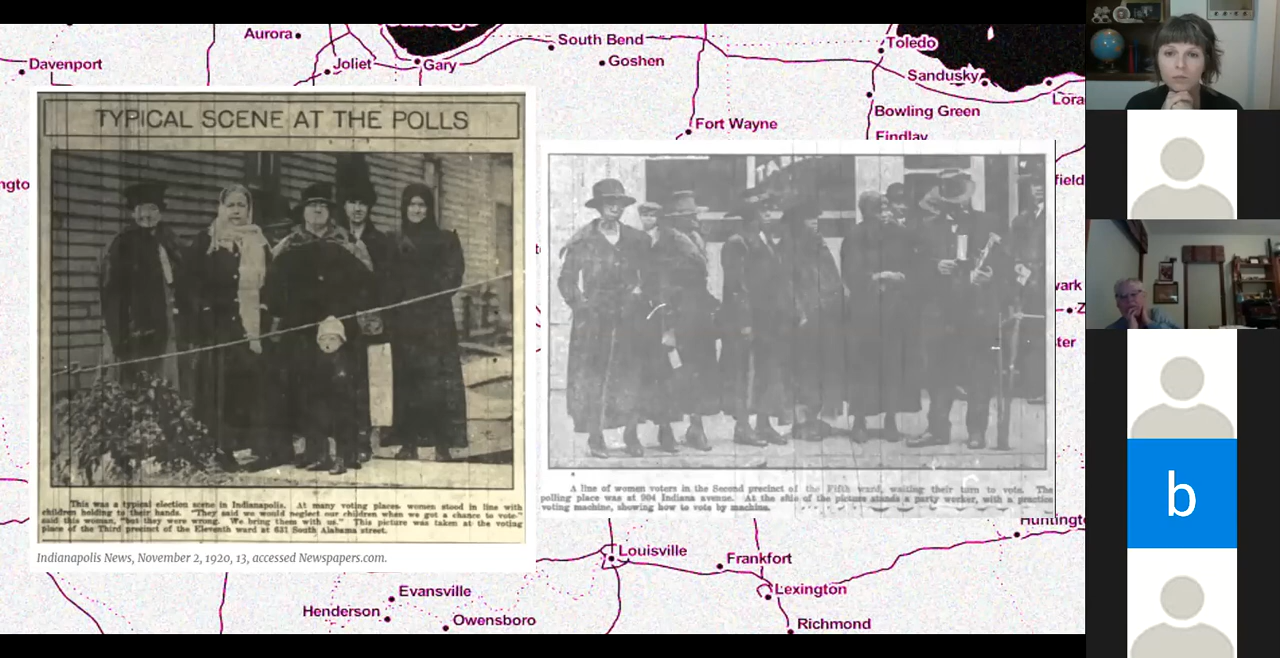 Aurora
South Bend
Toledo
Davenport
Joliet
Gary
Goshen
Sandusky
Lora
Bowling Green
Fort Wayne
Findlay
ngto
field
TYPICAL SCENE AT THE POLLS
wark
Z
ter
This was a typical election scene in Indianapolis. At many voting places women stood in line with
children holding to their hands. "They said we would neglect our children when we got a chance to vote."
said this woman, "but they were wrong. We bring them with us." This picture was taken at the voting
place of the Third precinct of the Eleventh ward at 631 South Alabama street.
A line of women voters in the Second precinct of the Fifth ward, waiting their turn to vote. The
polling place was at 904 Indiana avenue. At the side of the picture stands a party worker, with a practice
voting machine, showing how to vote by machine.
Indianapolis News, November 2, 1920, 13, accessed Newspapers.com.
Huntingto
Louisville
Frankfort
Lexington
Evansville
Henderson
Owensboro
Richmond
b